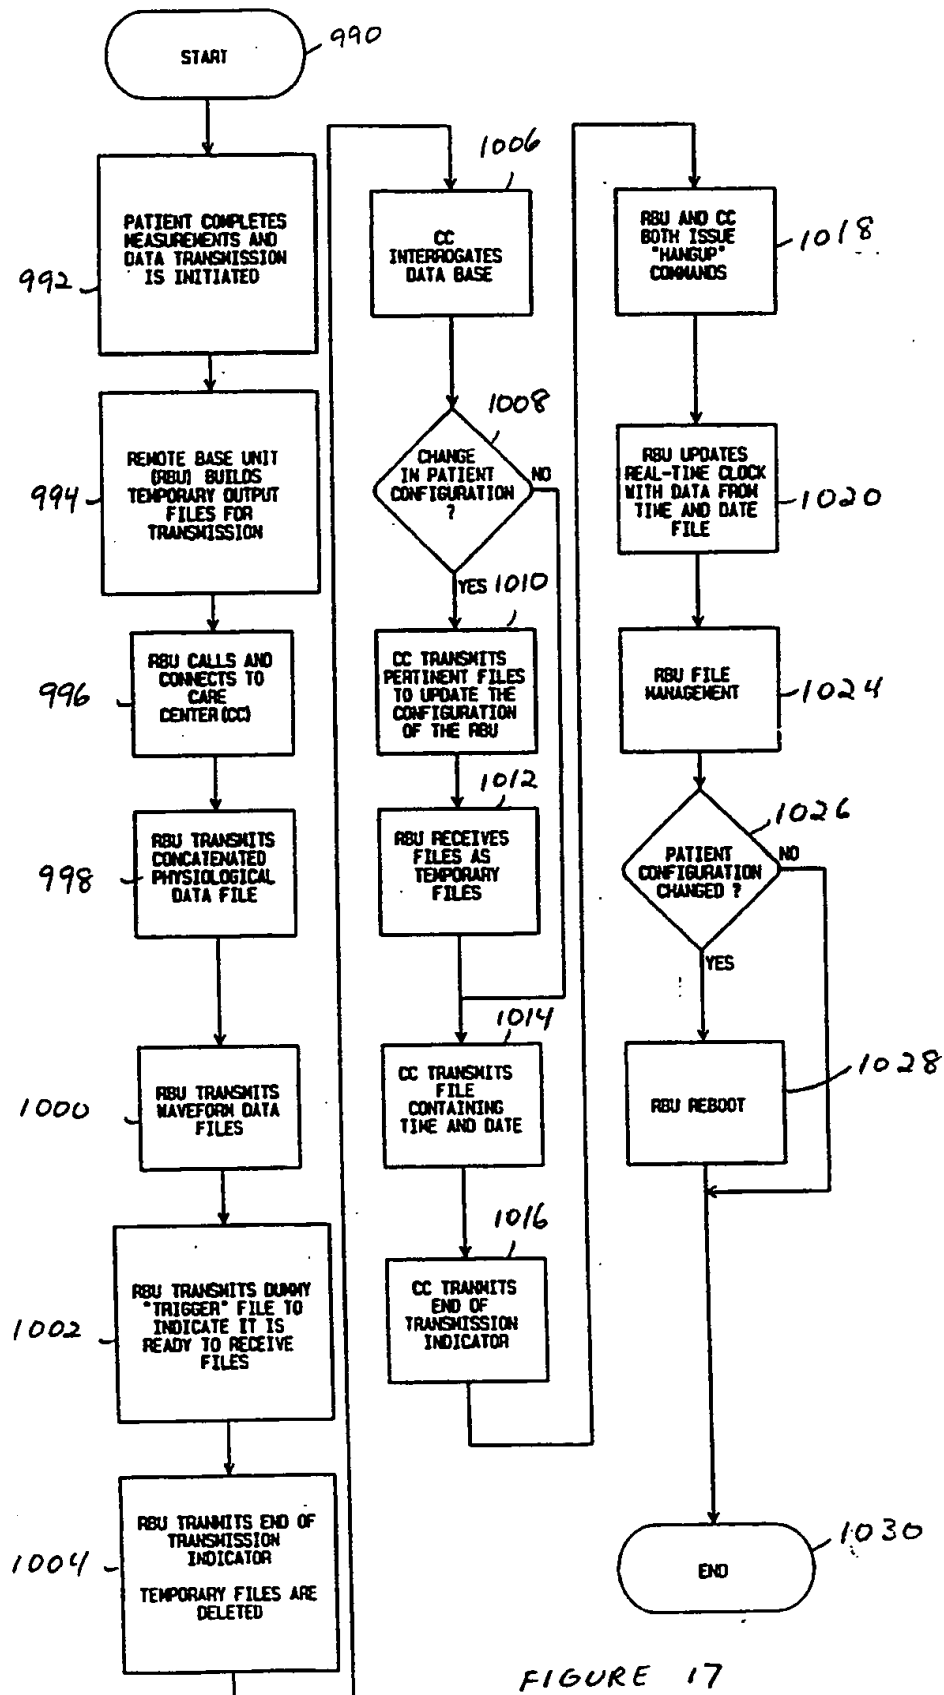 START
990
PATIENT COMPLETES
MEASUREMENTS AND
DATA TRANSMISSION
IS INITIATED
992
REMOTE BASE UNIT
(RBU) BUILDS
TEMPORARY OUTPUT
FILES FOR
TRANSMISSION
994
RBU CALLS AND
CONNECTS TO
CARE
CENTER(CC)
996
RBU TRANSMITS
CONCATENATED
PHYSIOLOGICAL
DATA FILE
998
RBU TRANSMITS
WAVEFORM DATA
FILES
1000
RBU TRANSMITS DUMMY
"TRIGGER" FILE TO
INDICATE IT IS
READY TO RECEIVE
FILES
1002
RBU TRANMITS END OF
TRANSMISSION
INDICATOR
TEMPORARY FILES ARE
DELETED
1004
1006
CC
INTERROGATES
DATA BASE
1008
CHANGE
IN PATIENT
CONFIGURATION
?
NO
YES
1010
CC TRANSMITS
PERTINENT FILES
TO UPDATE THE
CONFIGURATION
OF THE RBU
1012
RBU RECEIVES
FILES AS
TEMPORARY
FILES
1014
CC TRANSMITS
FILE
CONTAINING
TIME AND DATE
1016
CC TRANMITS
END OF
TRANSMISSION
INDICATOR
RBU AND CC
BOTH ISSUE
"HANGUP"
COMMANDS
1018
RBU UPDATES
REAL-TIME CLOCK
WITH DATA FROM
TIME AND DATE
FILE
1020
RBU FILE
MANAGEMENT
1024
1026
PATIENT
CONFIGURATION
CHANGED ?
NO
YES
RBU REBOOT
1028
END
1030
FIGURE 17